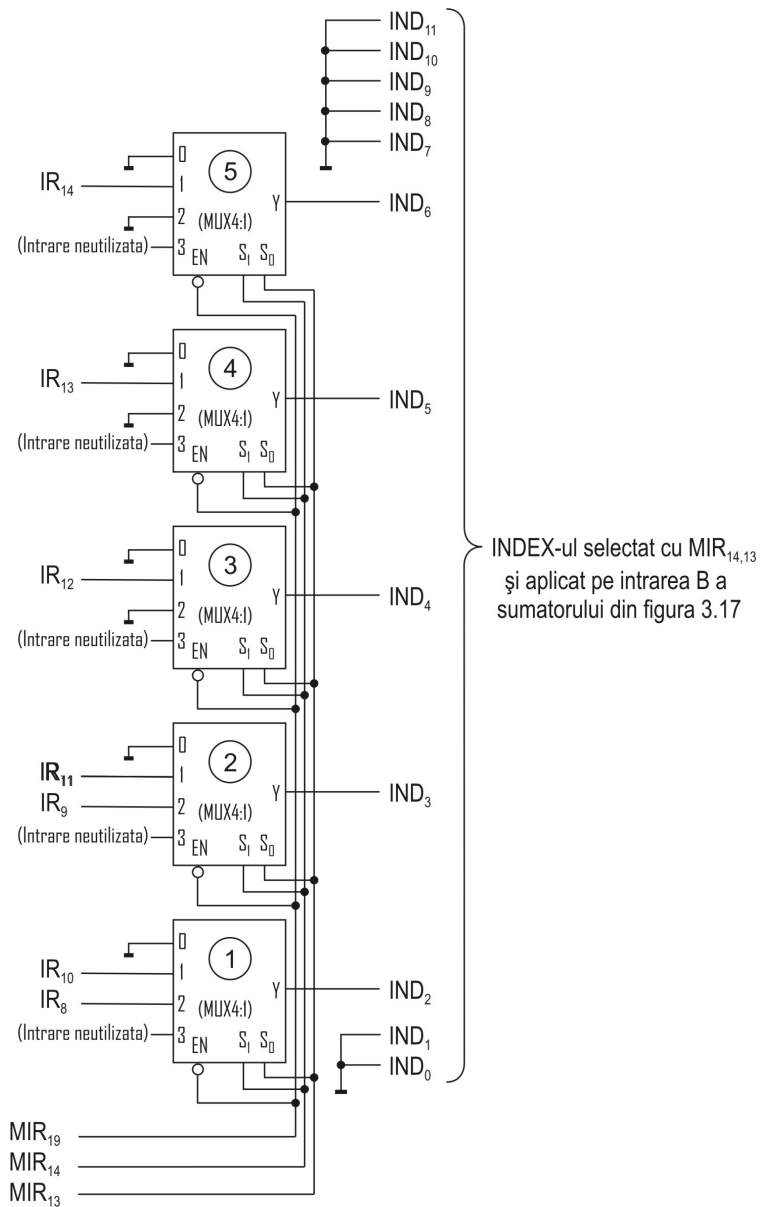 IND₁₁
IND₁₀
IND₉
IND₈
IND₇
IR₁₄
0
1
2
3
5
(MUX4:1)
EN
S₁ S₀
Y
IND₆
(Intrare neutilizata)
IR₁₃
0
1
2
3
4
(MUX4:1)
EN
S₁ S₀
Y
IND₅
(Intrare neutilizata)
IR₁₂
0
1
2
3
3
(MUX4:1)
EN
S₁ S₀
Y
IND₄
(Intrare neutilizata)
INDEX-ul selectat cu MIR₁₄,₁₃
şi aplicat pe intrarea B a
sumatorului din figura 3.17
IR₁₁
IR₉
0
1
2
3
2
(MUX4:1)
EN
S₁ S₀
Y
IND₃
(Intrare neutilizata)
IR₁₀
IR₈
0
1
2
3
1
(MUX4:1)
EN
S₁ S₀
Y
IND₂
(Intrare neutilizata)
IND₁
IND₀
MIR₁₉
MIR₁₄
MIR₁₃